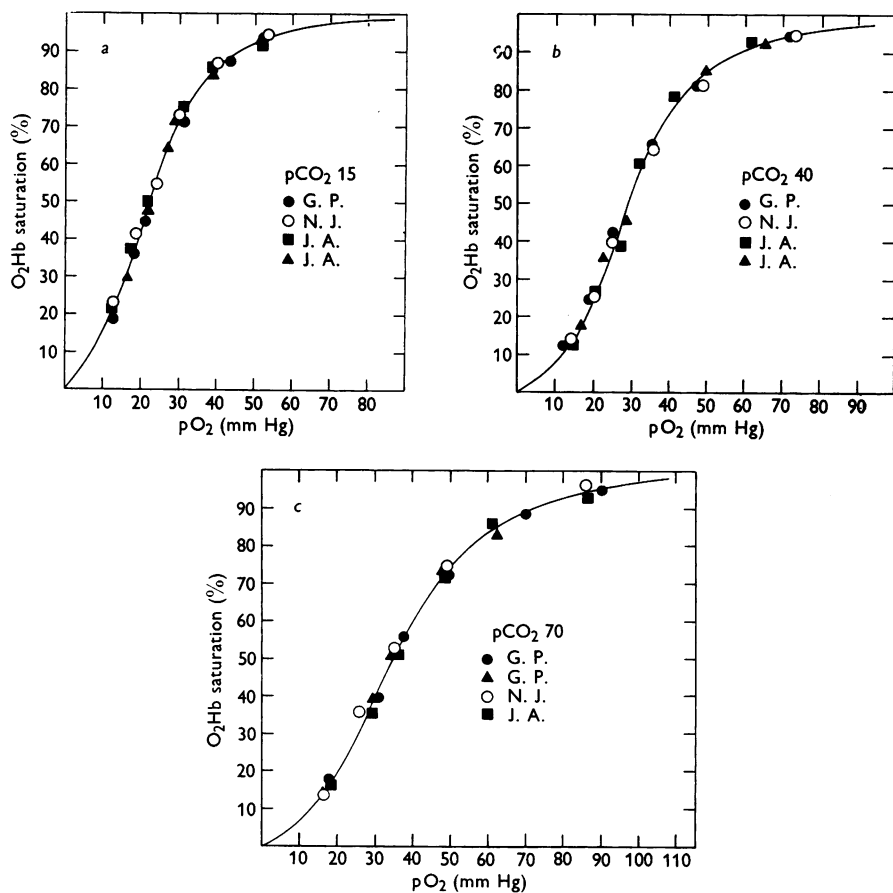 a
90
80
70
60
50
40
30
20
10
O2Hb saturation (%)
pCO2 15
● G. P.
○ N. J.
■ J. A.
▲ J. A.
10 20 30 40 50 60 70 80
pO2 (mm Hg)
b
90
80
70
60
50
40
30
20
10
O2Hb saturation (%)
pCO2 40
● G. P.
○ N. J.
■ J. A.
▲ J. A.
10 20 30 40 50 60 70 80 90
pO2 (mm Hg)
c
90
80
70
60
50
40
30
20
10
O2Hb saturation (%)
pCO2 70
● G. P.
▲ G. P.
○ N. J.
■ J. A.
10 20 30 40 50 60 70 80 90 100 110
pO2 (mm Hg)